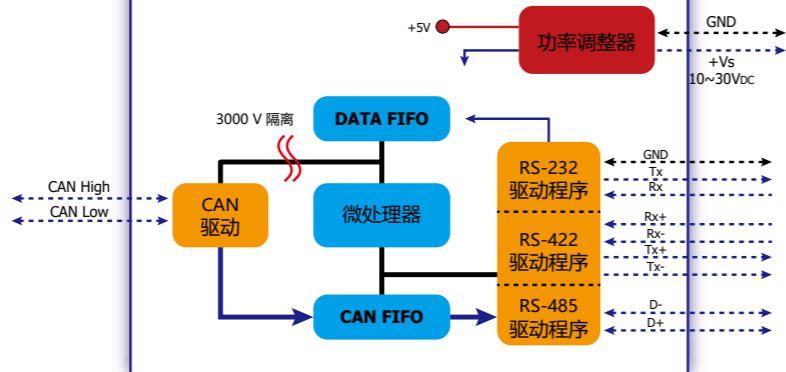 GND
+5V
功率调整器
+Vs
10~30VDC
3000 V 隔离
DATA FIFO
GND
RS-232
驱动程序
Tx
Rx
CAN High
CAN Low
CAN
驱动
微处理器
Rx+
RS-422
驱动程序
Rx-
Tx+
Tx-
CAN FIFO
RS-485
驱动程序
D-
D+